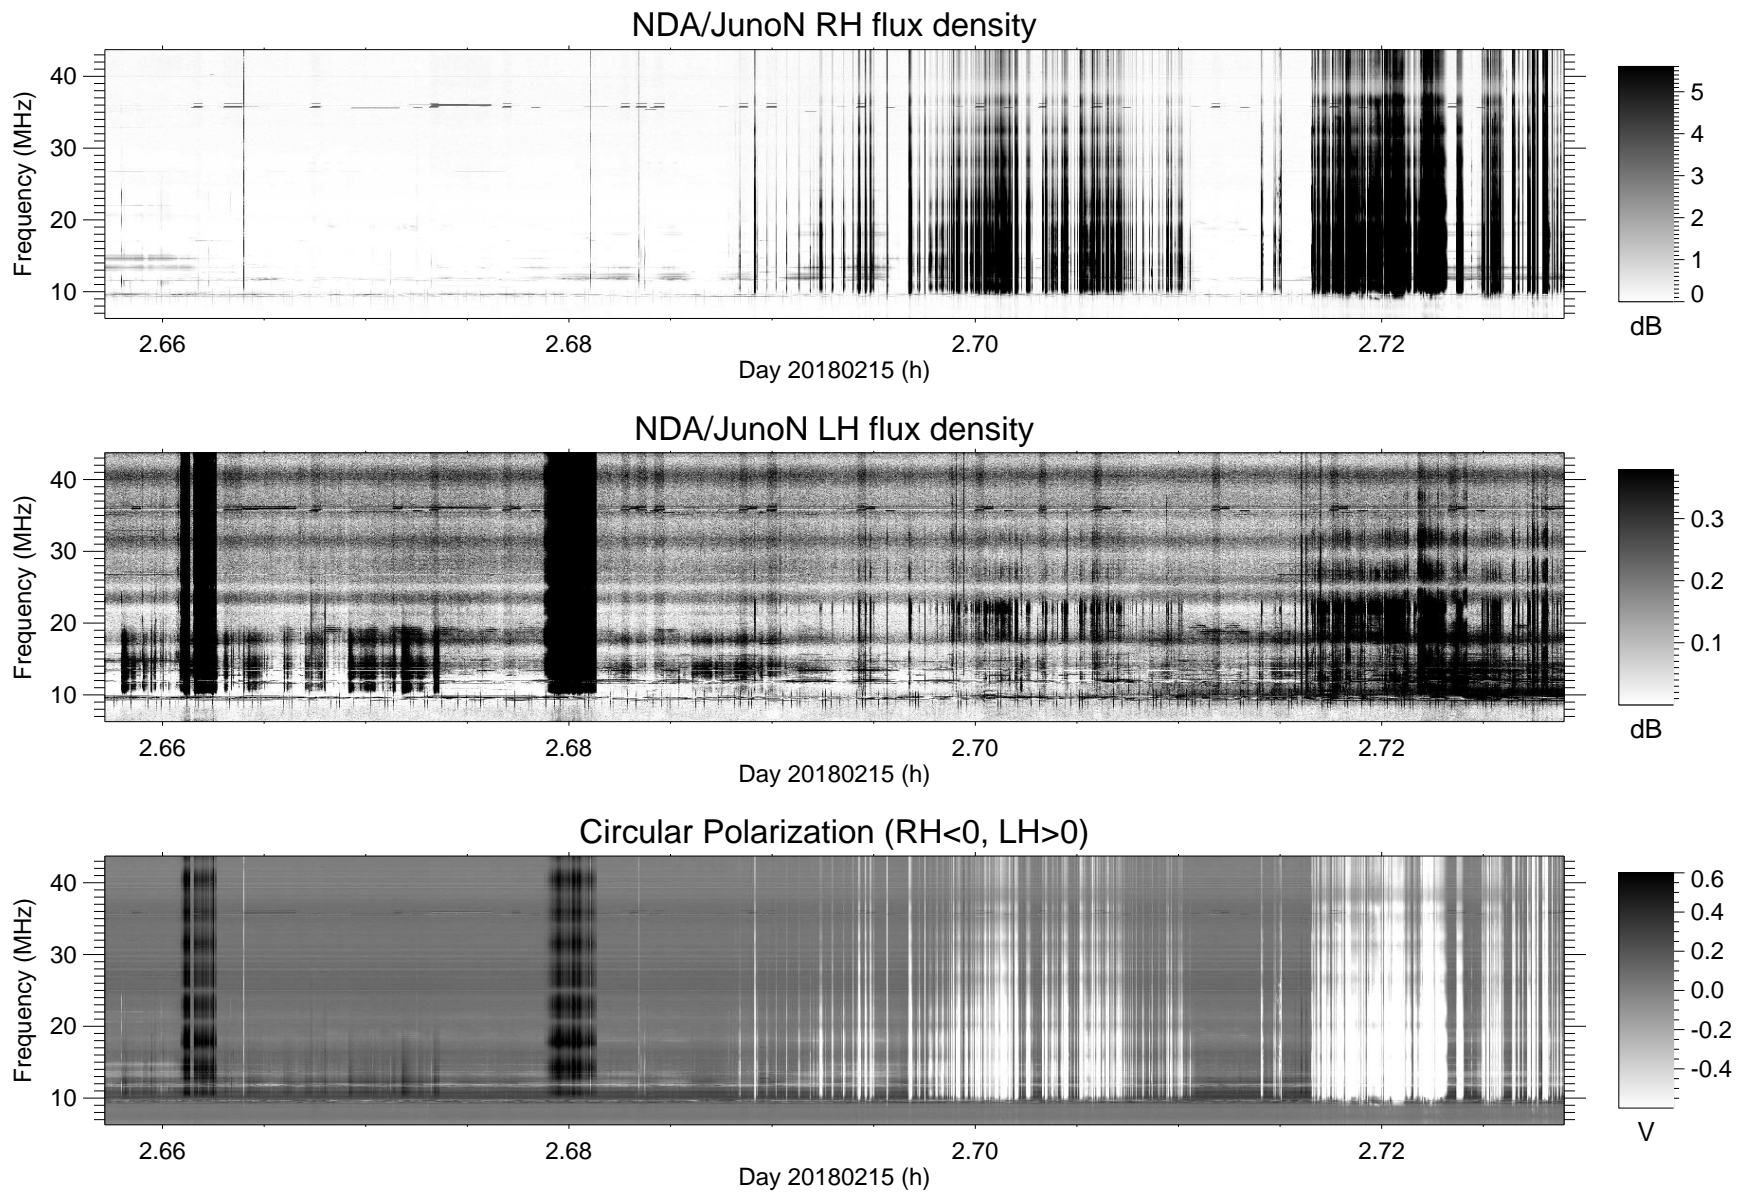 NDA/JunoN RH flux density
Frequency (MHz)
40
30
20
10
2.66 2.68 2.70 2.72
Day 20180215 (h)
5
4
3
2
1
0
dB
NDA/JunoN LH flux density
Frequency (MHz)
40
30
20
10
2.66 2.68 2.70 2.72
Day 20180215 (h)
0.3
0.2
0.1
dB
Circular Polarization (RH<0, LH>0)
Frequency (MHz)
40
30
20
10
2.66 2.68 2.70 2.72
Day 20180215 (h)
0.6
0.4
0.2
0.0
-0.2
-0.4
V